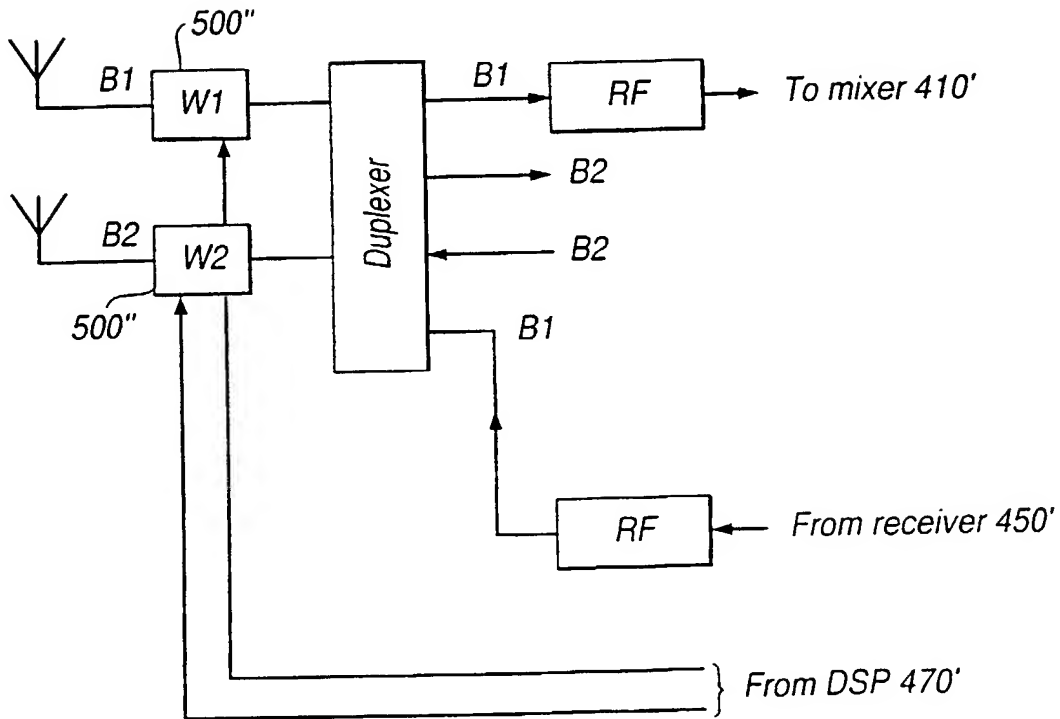 500"
B1
W1
B1
RF
To mixer 410'
Duplexer
B2
B2
W2
B2
500"
B1
RF
From receiver 450'
From DSP 470'